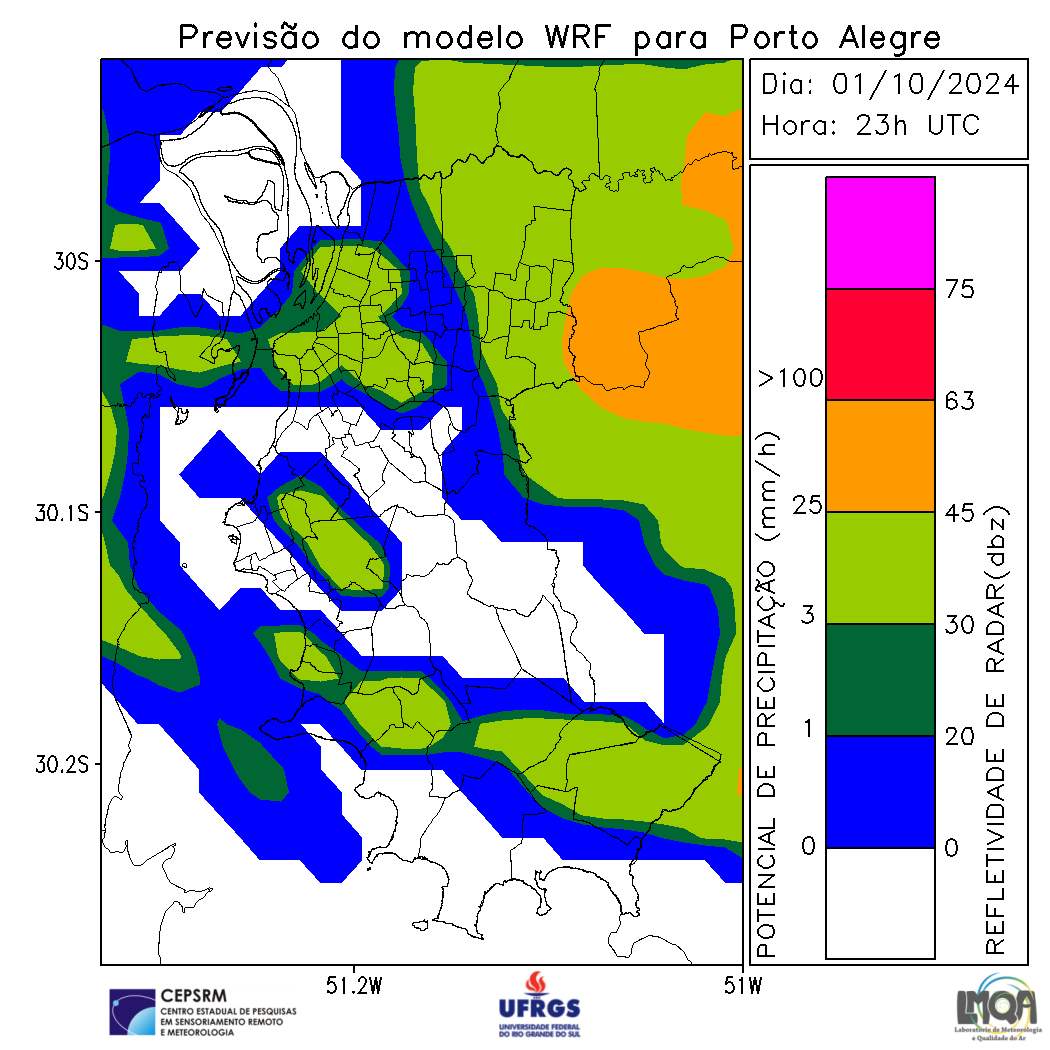 Previsão do modelo WRF para Porto Alegre
Dia: 01/10/2024
Hora: 23h UTC
30S
30.1S
30.2S
51.2W
51W
POTENCIAL DE PRECIPITAÇÃO (mm/h)
>100
25
3
1
0
75
63
45
30
20
0
REFLETIVIDADE DE RADAR(dbz)
CEPSRM
CENTRO ESTADUAL DE PESQUISAS
EM SENSORIAMENTO REMOTO
E METEOROLOGIA
UFRGS
UNIVERSIDADE FEDERAL
DO RIO GRANDE DO SUL
LMQA
Laboratório de Meteorologia
e Qualidade do Ar